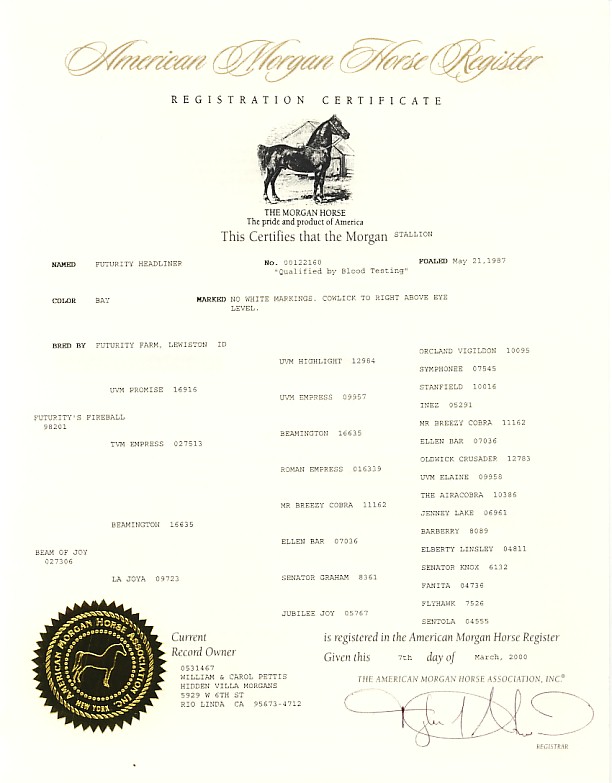 American Morgan Horse Register
REGISTRATION CERTIFICATE
THE MORGAN HORSE
The pride and product of America
This Certifies that the Morgan STALLION
NAMED FUTURITY HEADLINER No. 00122160 FOALED May 21,1987
"Qualified by Blood Testing"
COLOR BAY MARKED NO WHITE MARKINGS. COWLICK TO RIGHT ABOVE EYE
LEVEL.
BRED BY FUTURITY FARM, LEWISTON ID
ORCLAND VIGILDON 10095
UVM HIGHLIGHT 12984
SYMPHONEE 07545
UVM PROMISE 16916
STANFIELD 10016
UVM EMPRESS 09957
INEZ 05291
FUTURITY'S FIREBALL
98201
MR BREEZY COBRA 11162
BEAMINGTON 16635
ELLEN BAR 07036
TVM EMPRESS 027513
OLDWICK CRUSADER 12783
ROMAN EMPRESS 016339
UVM ELAINE 09958
THE AIRACOBRA 10386
MR BREEZY COBRA 11162
JENNEY LAKE 06961
BEAMINGTON 16635
BARBERRY 8089
ELLEN BAR 07036
ELBERTY LINSLEY 04811
BEAM OF JOY
027306
SENATOR KNOX 6132
SENATOR GRAHAM 8361
FANITA 04736
LA JOYA 09723
FLYHAWK 7526
JUBILEE JOY 05767
SENTOLA 04555
AMERICAN MORGAN HORSE ASSOCIATION, INC.
NEW YORK
Current
Record Owner
0531467
WILLIAM & CAROL PETTIS
HIDDEN VILLA MORGANS
5929 W 6TH ST
RIO LINDA CA 95673-4712
is registered in the American Morgan Horse Register
Given this 7th day of March, 2000
THE AMERICAN MORGAN HORSE ASSOCIATION, INC.®
REGISTRAR